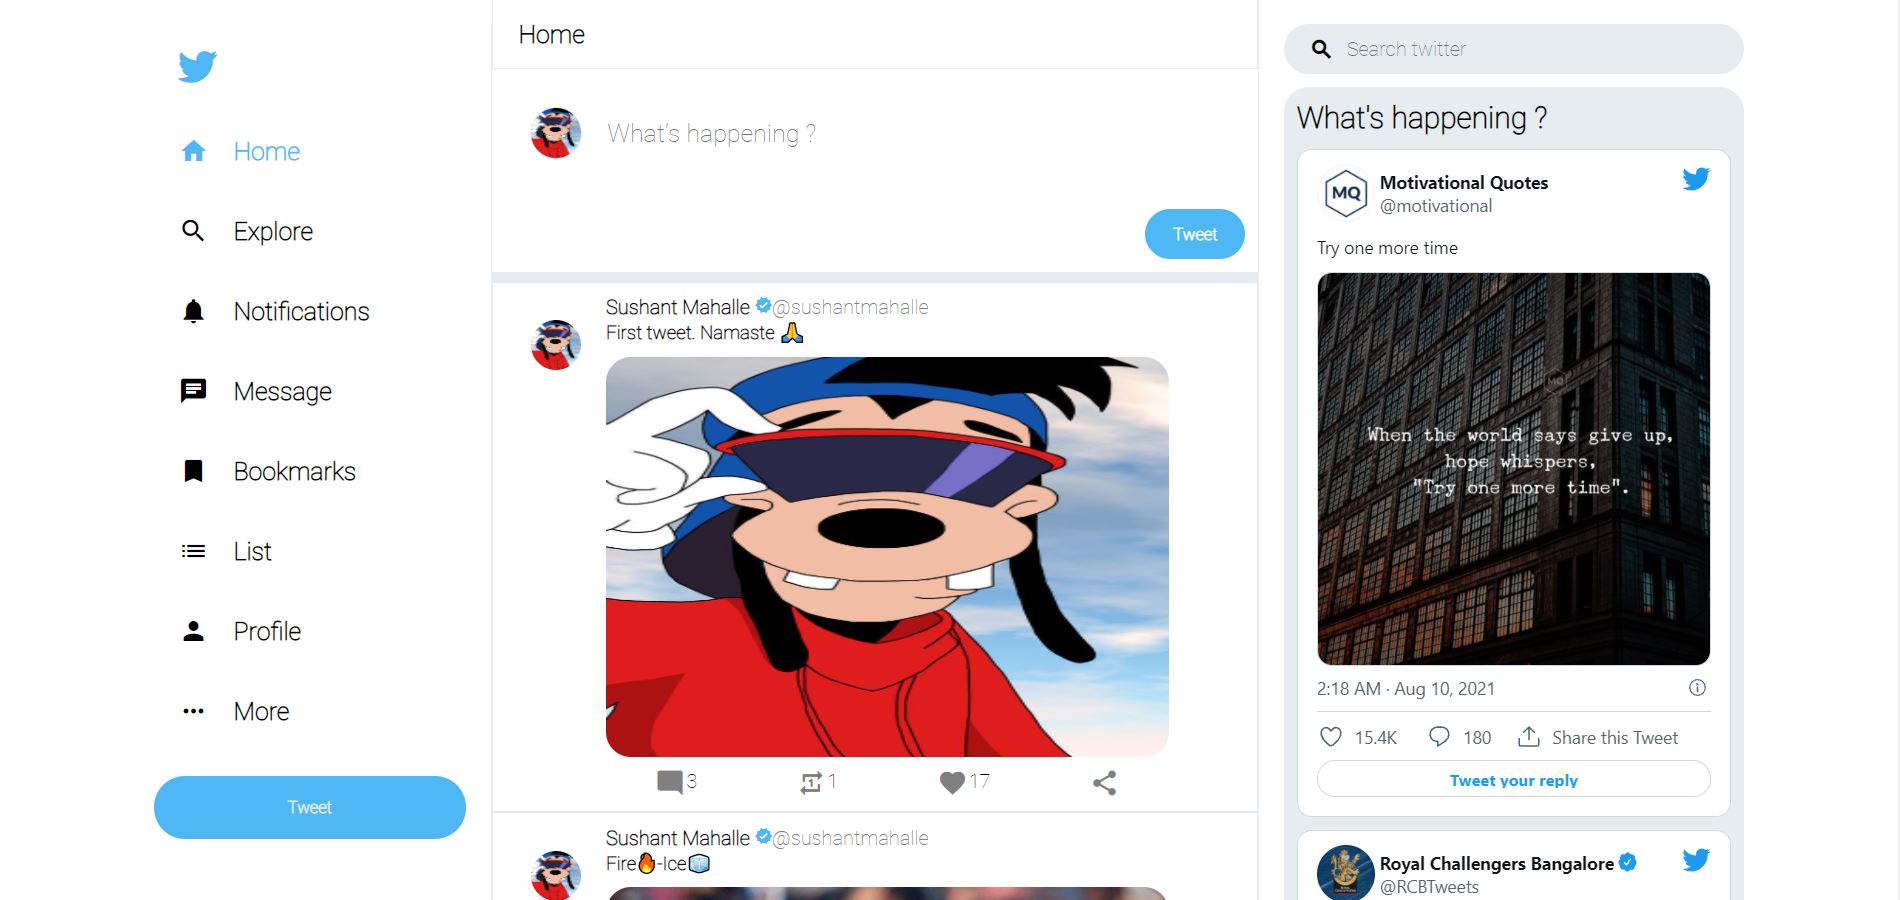 Home
Explore
Notifications
Message
Bookmarks
List
Profile
More
Tweet
Home
What's happening ?
Tweet
Sushant Mahalle @sushantmahalle
First tweet. Namaste 🙏
3 1 17
Sushant Mahalle @sushantmahalle
Fire🔥-Ice🧊
Search twitter
What's happening ?
MQ
Motivational Quotes
@motivational
Try one more time
MQ
When the world says give up,
hope whispers,
"Try one more time".
2:18 AM · Aug 10, 2021
15.4K 180 Share this Tweet
Tweet your reply
Royal Challengers Bangalore
@RCBTweets